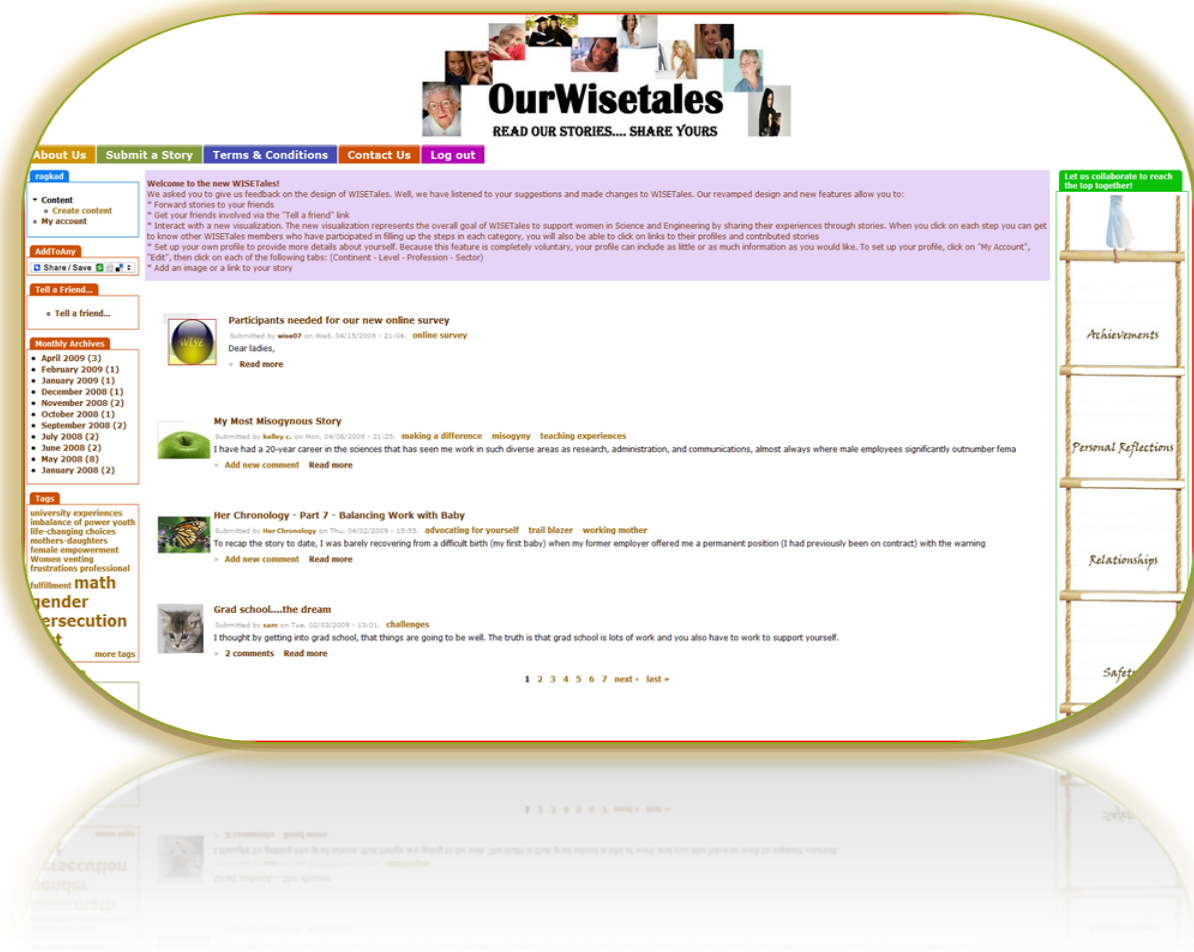 OurWisetales
READ OUR STORIES.... SHARE YOURS
About Us Submit a Story Terms & Conditions Contact Us Log out
ragkad
Content
Create content
My account
AddToAny
Share / Save
Tell a Friend...
Tell a friend...
Monthly Archives
April 2009 (3)
February 2009 (1)
January 2009 (1)
December 2008 (1)
November 2008 (2)
October 2008 (1)
September 2008 (2)
July 2008 (2)
June 2008 (2)
May 2008 (8)
January 2008 (2)
Tags
university experiences
imbalance of power youth
life-changing choices
mothers-daughters
female empowerment
Women venting
frustrations professional
fulfillment math
gender
ersecution
more tags
Welcome to the new WISETales!
We asked you to give us feedback on the design of WISETales. Well, we have listened to your suggestions and made changes to WISETales. Our revamped design and new features allow you to:
* Forward stories to your friends
* Get your friends involved via the "Tell a friend" link
* Interact with a new visualization. The new visualization represents the overall goal of WISETales to support women in Science and Engineering by sharing their experiences through stories. When you click on each step you can get
to know other WISETales members who have participated in filling up the steps in each category, you will also be able to click on links to their profiles and contributed stories
* Set up your own profile to provide more details about yourself. Because this feature is completely voluntary, your profile can include as little or as much information as you would like. To set up your profile, click on "My Account",
"Edit", then click on each of the following tabs: (Continent - Level - Profession - Sector)
* Add an image or a link to your story
WISE
Participants needed for our new online survey
Submitted by wise07 on Wed, 04/15/2009 - 21:04. online survey
Dear ladies,
» Read more
My Most Misogynous Story
Submitted by kelley c. on Mon, 04/06/2009 - 21:25. making a difference misogyny teaching experiences
I have had a 20-year career in the sciences that has seen me work in such diverse areas as research, administration, and communications, almost always where male employees significantly outnumber fema
» Add new comment Read more
Her Chronology - Part 7 - Balancing Work with Baby
Submitted by Her Chronology on Thu, 04/02/2009 - 15:55. advocating for yourself trail blazer working mother
To recap the story to date, I was barely recovering from a difficult birth (my first baby) when my former employer offered me a permanent position (I had previously been on contract) with the warning
» Add new comment Read more
Grad school....the dream
Submitted by sam on Tue, 02/03/2009 - 13:01. challenges
I thought by getting into grad school, that things are going to be well. The truth is that grad school is lots of work and you also have to work to support yourself.
» 2 comments Read more
1 2 3 4 5 6 7 next › last »
Let us collaborate to reach
the top together!
Achievements
Personal Reflections
Relationships
Safet